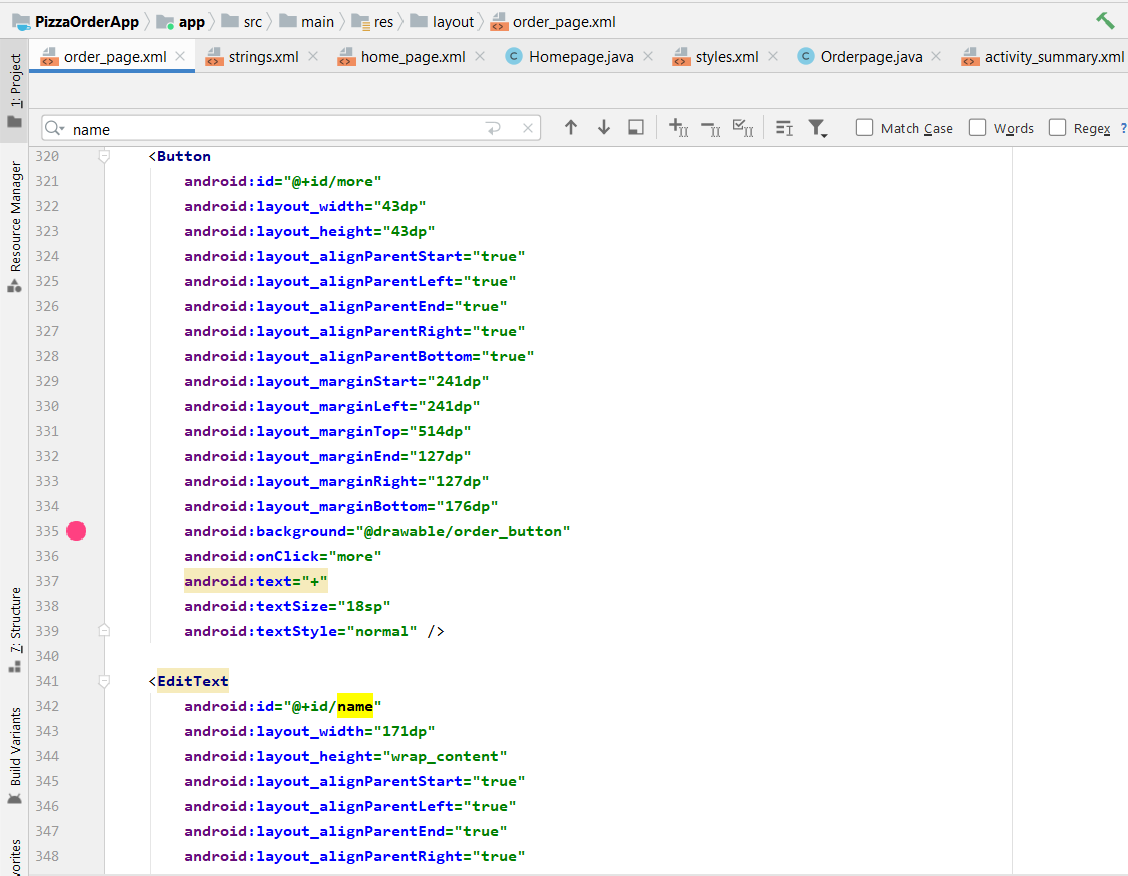 PizzaOrderApp app src main res layout order_page.xml
order_page.xml strings.xml home_page.xml Homepage.java styles.xml Orderpage.java activity_summary.xml
1: Project
Resource Manager
7: Structure
Build Variants
vorites
name Match Case Words Regex ?
320 <Button
321 android:id="@+id/more"
322 android:layout_width="43dp"
323 android:layout_height="43dp"
324 android:layout_alignParentStart="true"
325 android:layout_alignParentLeft="true"
326 android:layout_alignParentEnd="true"
327 android:layout_alignParentRight="true"
328 android:layout_alignParentBottom="true"
329 android:layout_marginStart="241dp"
330 android:layout_marginLeft="241dp"
331 android:layout_marginTop="514dp"
332 android:layout_marginEnd="127dp"
333 android:layout_marginRight="127dp"
334 android:layout_marginBottom="176dp"
335 android:background="@drawable/order_button"
336 android:onClick="more"
337 android:text="+"
338 android:textSize="18sp"
339 android:textStyle="normal" />
340
341 <EditText
342 android:id="@+id/name"
343 android:layout_width="171dp"
344 android:layout_height="wrap_content"
345 android:layout_alignParentStart="true"
346 android:layout_alignParentLeft="true"
347 android:layout_alignParentEnd="true"
348 android:layout_alignParentRight="true"